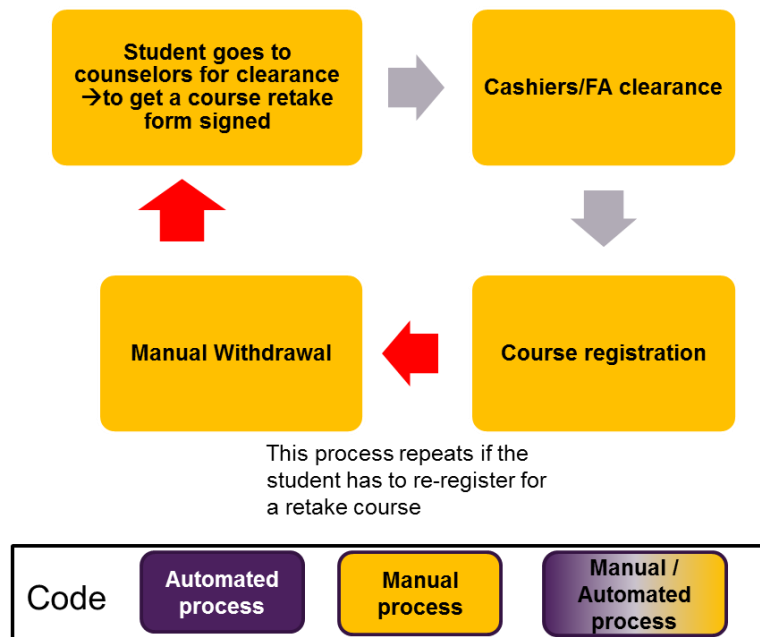 Student goes to
counselors for clearance
→to get a course retake
form signed
Cashiers/FA clearance
Manual Withdrawal
Course registration
This process repeats if the
student has to re-register for
a retake course
Code
Automated
process
Manual
process
Manual /
Automated
process